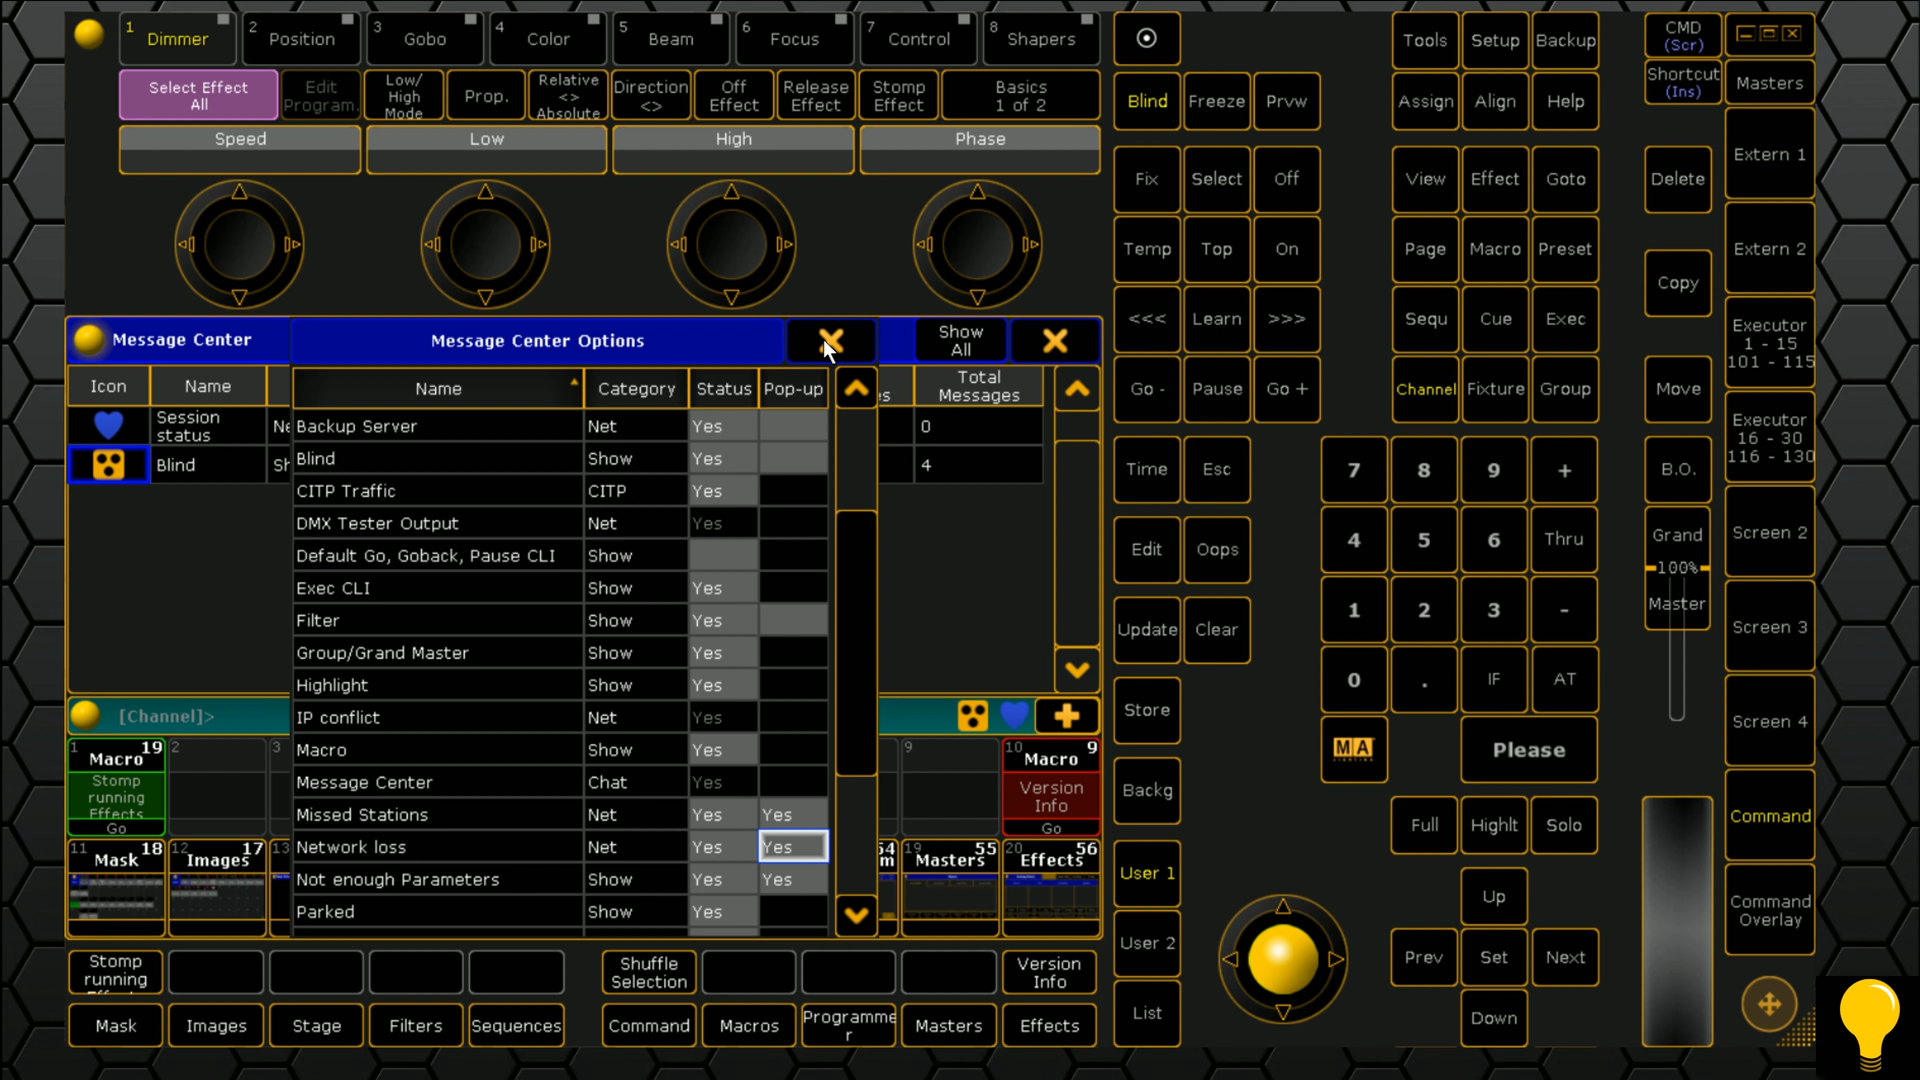 1 Dimmer
2 Position
3 Gobo
4 Color
5 Beam
6 Focus
7 Control
8 Shapers
Select Effect
All
Edit
Program.
Low/
High
Mode
Prop.
Relative
<>
Absolute
Direction
<>
Off
Effect
Release
Effect
Stomp
Effect
Basics
1 of 2
Speed
Low
High
Phase
Message Center
Message Center Options
Show
All
Icon
Name
Total
Messages
Session
status
Ne
0
Blind
Sh
4
Name
Category
Status
Pop-up
Backup Server Net Yes
Blind Show Yes
CITP Traffic CITP Yes
DMX Tester Output Net Yes
Default Go, Goback, Pause CLI Show
Exec CLI Show Yes
Filter Show Yes
Group/Grand Master Show Yes
Highlight Show Yes
IP conflict Net Yes
Macro Show Yes
Message Center Chat Yes
Missed Stations Net Yes Yes
Network loss Net Yes Yes
Not enough Parameters Show Yes Yes
Parked Show Yes
[Channel]>
1 Macro 19
Stomp
running
Effects
Go
2
3
9
10 Macro 9
Version
Info
Go
11 Mask 18
12 Images 17
13
54
m
19 Masters 55
20 Effects 56
Stomp
running
Shuffle
Selection
Version
Info
Mask
Images
Stage
Filters
Sequences
Command
Macros
Programme
r
Masters
Effects
Blind
Freeze
Prvw
Fix
Select
Off
Temp
Top
On
<<<
Learn
>>>
Go -
Pause
Go +
Time
Esc
Edit
Oops
Update
Clear
Store
Backg
User 1
User 2
List
Tools
Setup
Backup
Assign
Align
Help
View
Effect
Goto
Page
Macro
Preset
Sequ
Cue
Exec
Channel
Fixture
Group
7
8
9
+
4
5
6
Thru
1
2
3
-
0
.
IF
AT
MA
LIGHTING
Please
Full
Highlt
Solo
Up
Prev
Set
Next
Down
CMD
(Scr)
Shortcut
(Ins)
Delete
Copy
Move
B.O.
Grand
100%
Master
Masters
Extern 1
Extern 2
Executor
1 - 15
101 - 115
Executor
16 - 30
116 - 130
Screen 2
Screen 3
Screen 4
Command
Command
Overlay